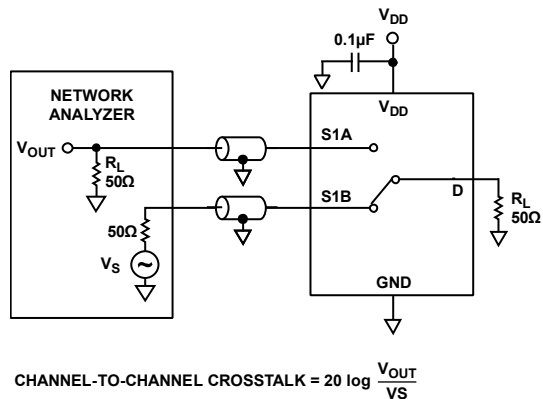 VDD
0.1µF
NETWORK
ANALYZER
VDD
VOUT
RL
50Ω
S1A
S1B
D
RL
50Ω
50Ω
VS
GND
CHANNEL-TO-CHANNEL CROSSTALK = 20 log VOUT
VS